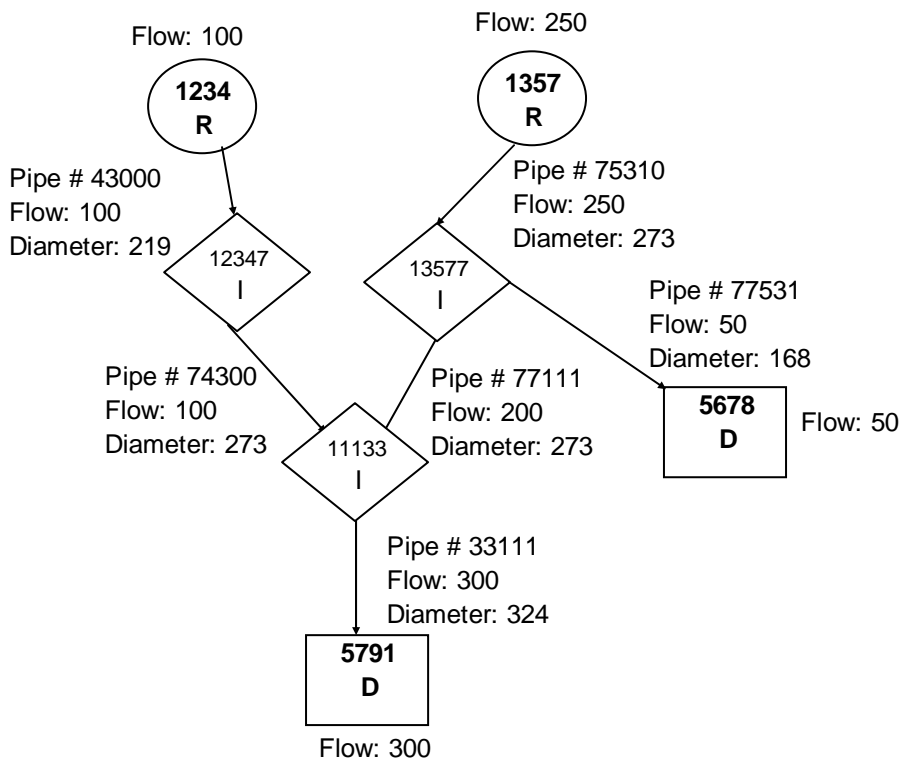 Flow: 100
Flow: 250
1234
R
1357
R
Pipe # 43000
Flow: 100
Diameter: 219
Pipe # 75310
Flow: 250
Diameter: 273
12347
I
13577
I
Pipe # 77531
Flow: 50
Diameter: 168
Pipe # 74300
Flow: 100
Diameter: 273
Pipe # 77111
Flow: 200
Diameter: 273
5678
D
Flow: 50
11133
I
Pipe # 33111
Flow: 300
Diameter: 324
5791
D
Flow: 300